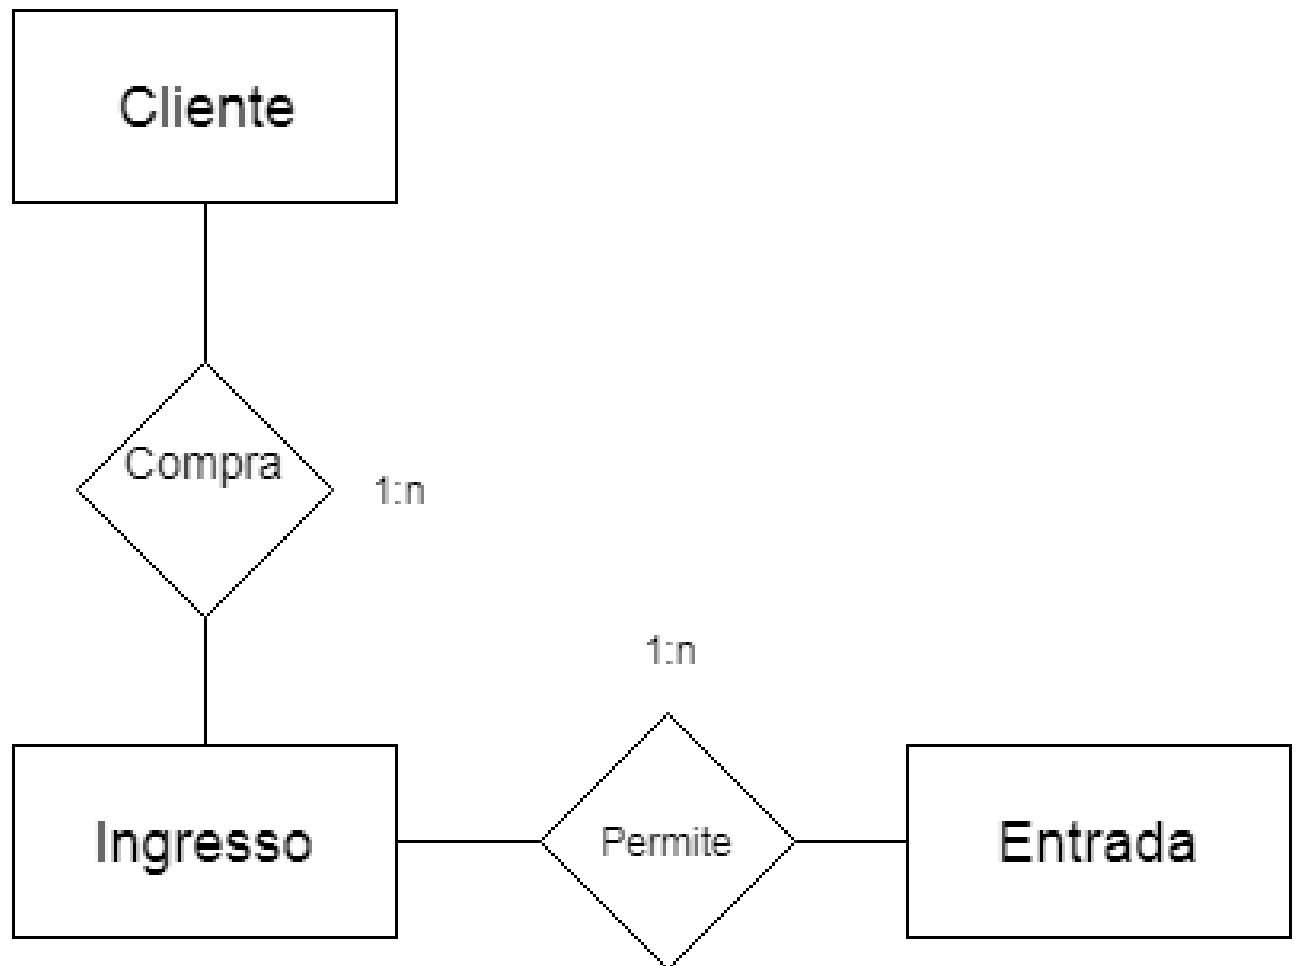 Cliente
Compra
1:n
1:n
Ingresso
Permite
Entrada